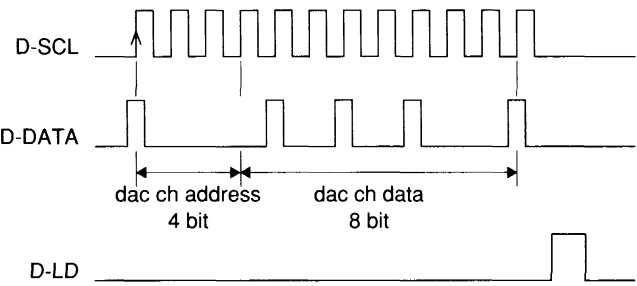 D-SCL
D-DATA
dac ch address
4 bit
dac ch data
8 bit
D-LD